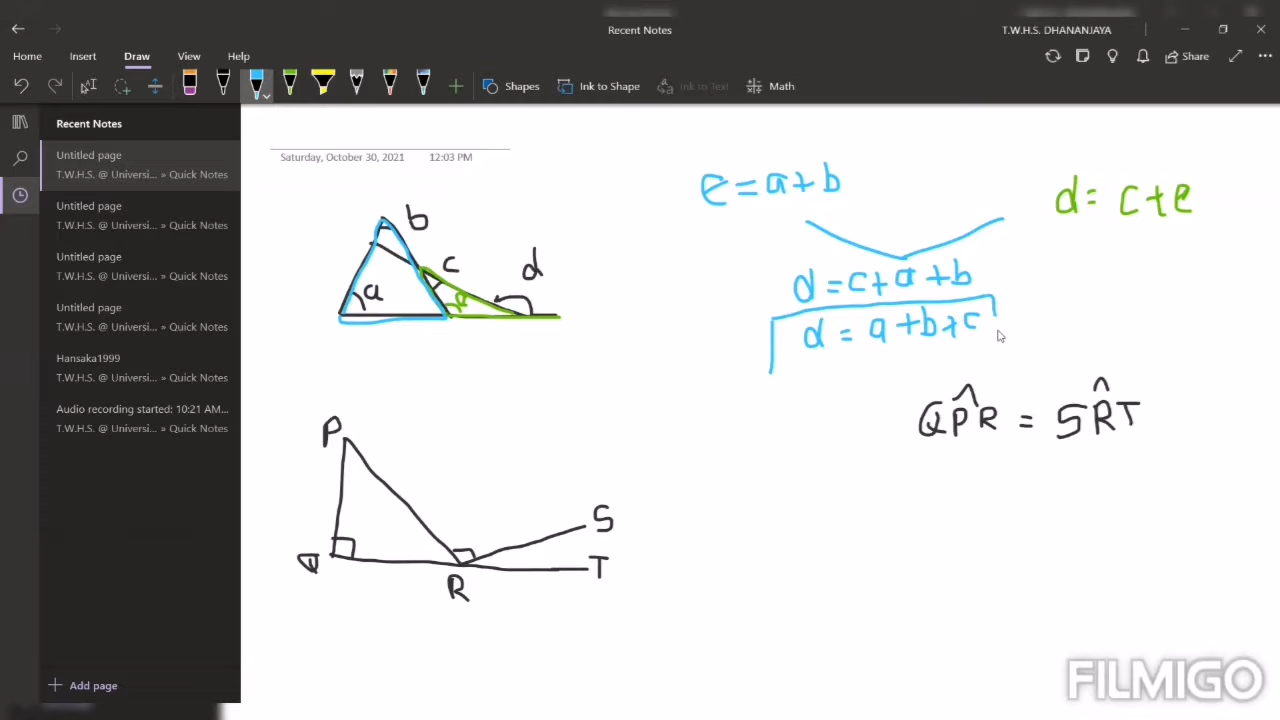 T.W.H.S. DHANANJAYA
Recent Notes
Home Insert Draw View Help
Share
Shapes Ink to Shape Ink to Text Math
Recent Notes
Untitled page
T.W.H.S. @ Universi... » Quick Notes
Untitled page
T.W.H.S. @ Universi... » Quick Notes
Untitled page
T.W.H.S. @ Universi... » Quick Notes
Untitled page
T.W.H.S. @ Universi... » Quick Notes
Hansaka1999
T.W.H.S. @ Universi... » Quick Notes
Audio recording started: 10:21 AM...
T.W.H.S. @ Universi... » Quick Notes
Add page
Saturday, October 30, 2021 12:03 PM
b
c
d
a
e
e = a + b
d = c + e
d = c + a + b
d = a + b + c
QP̂R = SR̂T
P
S
Q
R
T
FILMIGO